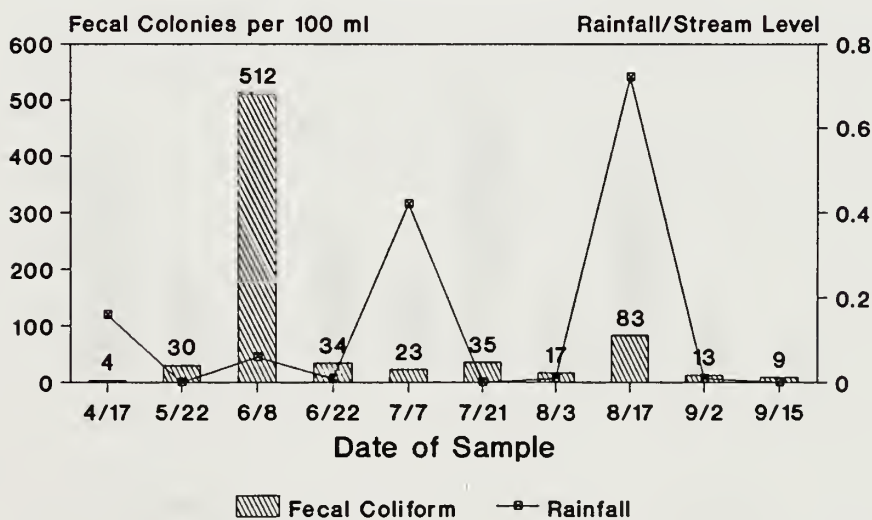 Fecal Colonies per 100 ml Rainfall/Stream Level
600 0.8
512
500
0.6
400
300 0.4
200
0.2
100 83
4 30 34 23 35 17 13 9
0 0
4/17 5/22 6/8 6/22 7/7 7/21 8/3 8/17 9/2 9/15
Date of Sample
Fecal Coliform Rainfall